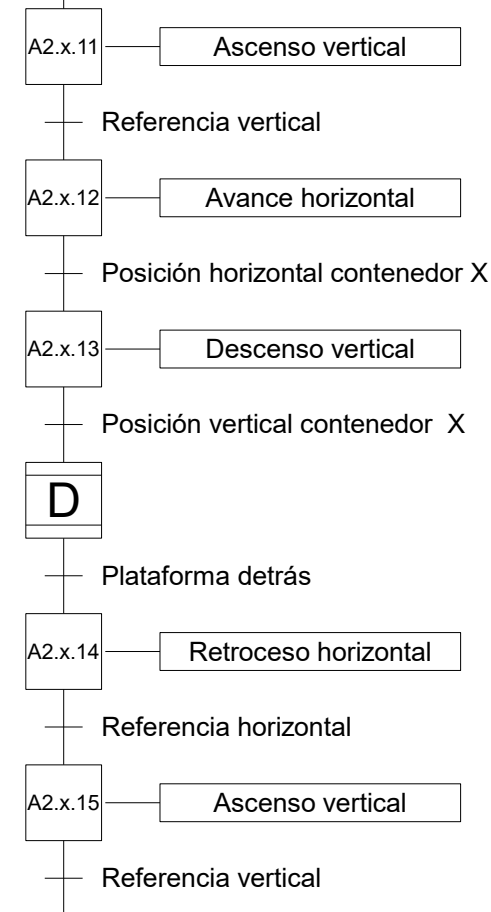 A2.x.11 Ascenso vertical
Referencia vertical
A2.x.12 Avance horizontal
Posición horizontal contenedor X
A2.x.13 Descenso vertical
Posición vertical contenedor X
D
Plataforma detrás
A2.x.14 Retroceso horizontal
Referencia horizontal
A2.x.15 Ascenso vertical
Referencia vertical